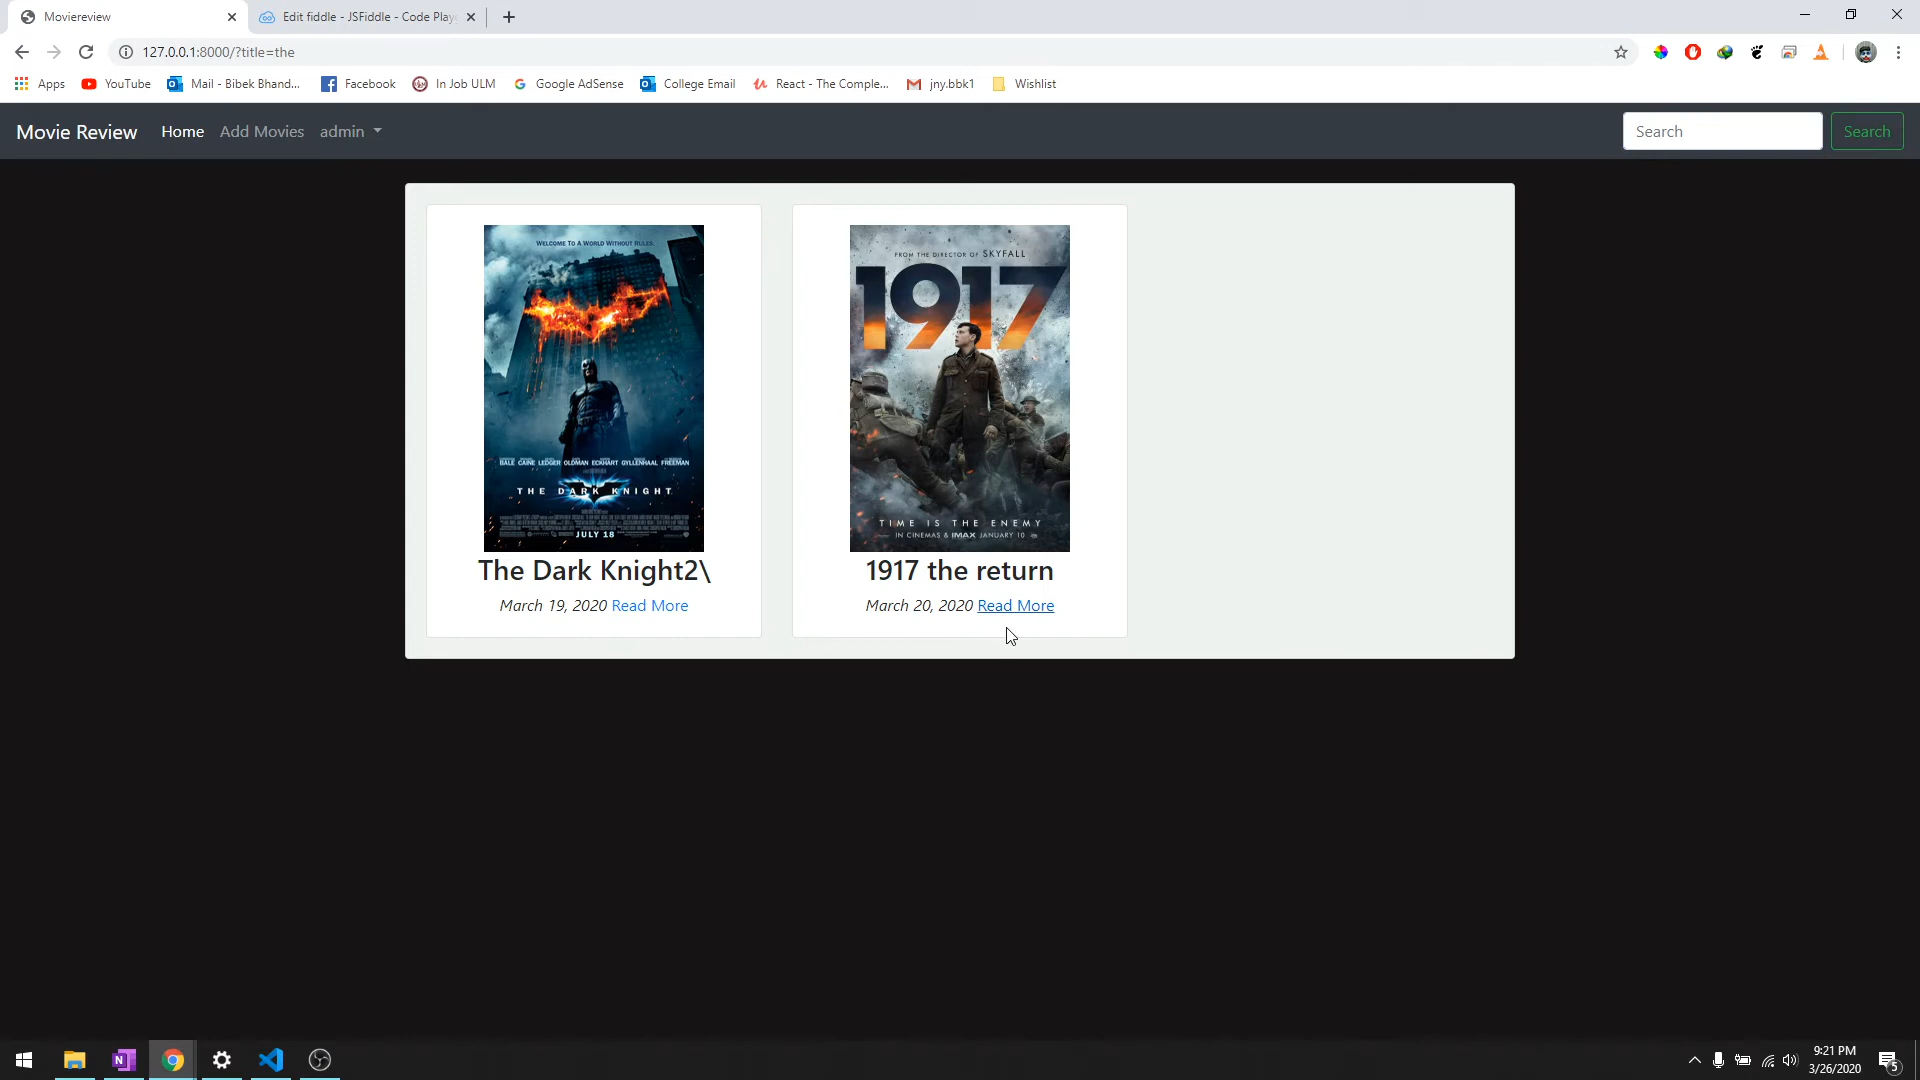 Moviereview
Edit fiddle - JSFiddle - Code Play
127.0.0.1:8000/?title=the
Apps
YouTube
Mail - Bibek Bhand...
Facebook
In Job ULM
Google AdSense
College Email
React - The Comple...
jny.bbk1
Wishlist
Movie Review
Home
Add Movies
admin
Search
Search
WELCOME TO A WORLD WITHOUT RULES.
BALE CAINE LEDGER OLDMAN ECKHART GYLLENHAAL FREEMAN
THE DARK KNIGHT
JULY 18
The Dark Knight2\
March 19, 2020 Read More
FROM THE DIRECTOR OF SKYFALL
1917
TIME IS THE ENEMY
IN CINEMAS & IMAX JANUARY 10
1917 the return
March 20, 2020 Read More
9:21 PM
3/26/2020
5